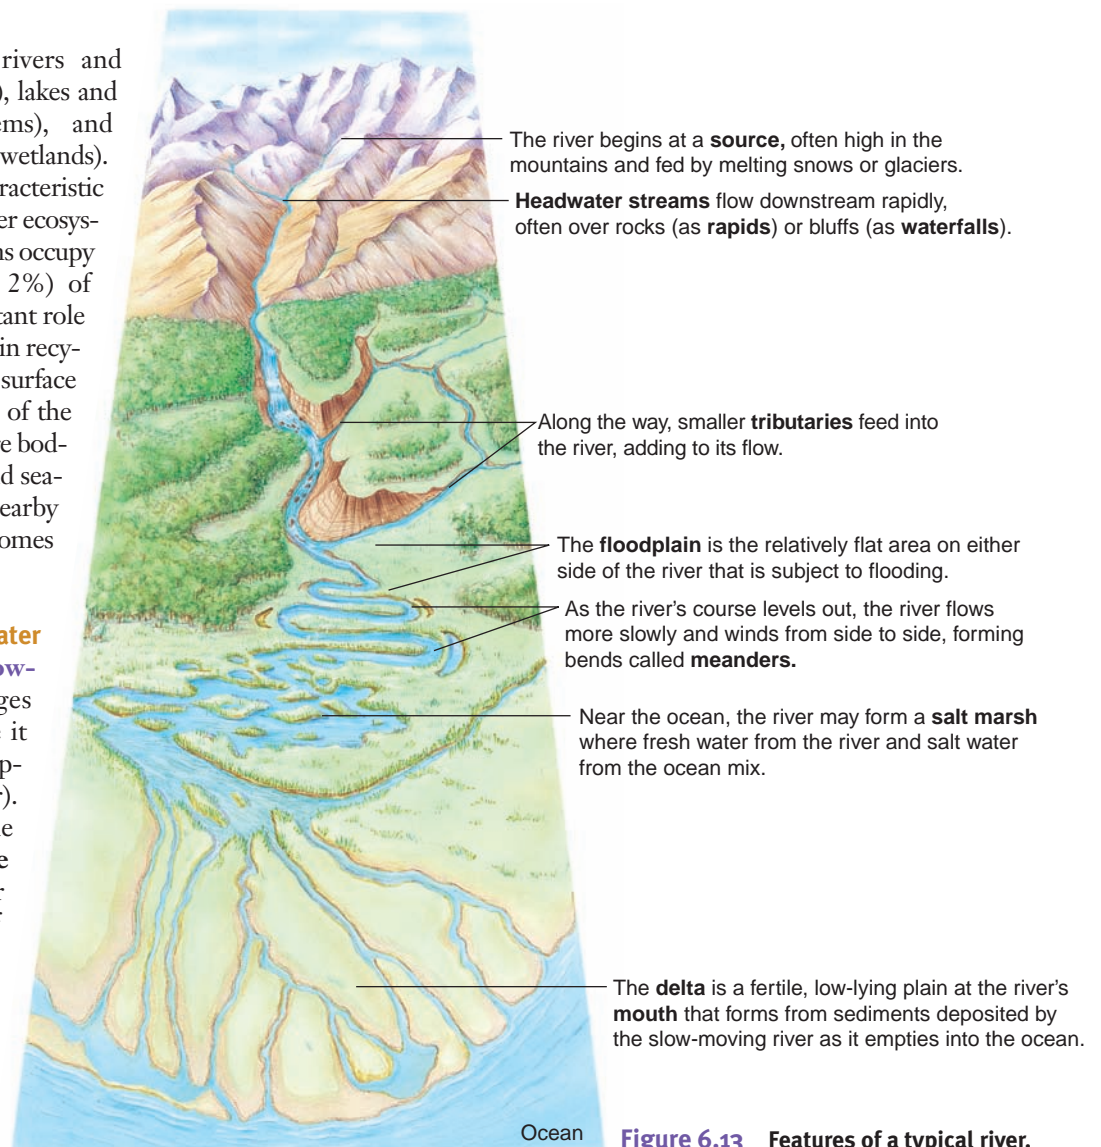 rivers and
), lakes and
ems), and
wetlands).
racteristic
er ecosys-
ns occupy
2%) of
tant role
in recy-
surface
of the
e bod-
d sea-
earby
omes
ater
ow-
ges
it
p-
r).
e
The river begins at a source, often high in the
mountains and fed by melting snows or glaciers.
Headwater streams flow downstream rapidly,
often over rocks (as rapids) or bluffs (as waterfalls).
Along the way, smaller tributaries feed into
the river, adding to its flow.
The floodplain is the relatively flat area on either
side of the river that is subject to flooding.
As the river's course levels out, the river flows
more slowly and winds from side to side, forming
bends called meanders.
Near the ocean, the river may form a salt marsh
where fresh water from the river and salt water
from the ocean mix.
The delta is a fertile, low-lying plain at the river's
mouth that forms from sediments deposited by
the slow-moving river as it empties into the ocean.
Ocean
Figure 6.13 Features of a typical river.